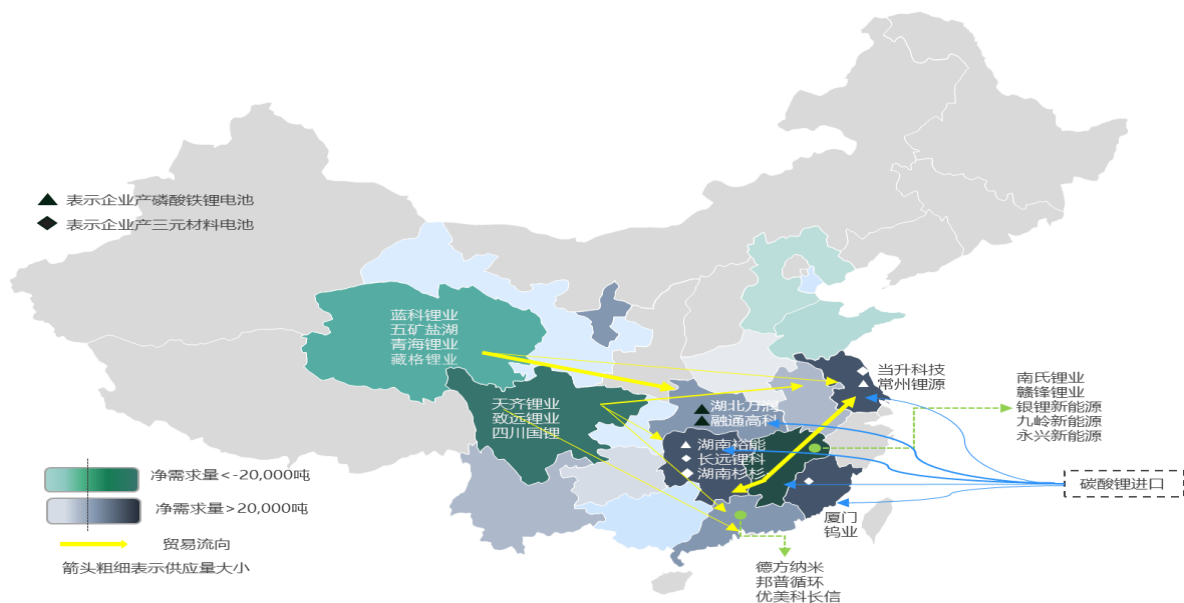 表示企业产磷酸铁锂电池
表示企业产三元材料电池
蓝科锂业
五矿盐湖
青海锂业
藏格锂业
天齐锂业
致远锂业
四川国锂
湖北万润
融通高科
湖南裕能
长远锂科
湖南杉杉
当升科技
常州锂源
南氏锂业
赣锋锂业
银锂新能源
九岭新能源
永兴新能源
碳酸锂进口
厦门
钨业
德方纳米
邦普循环
优美科长信
净需求量<-20,000吨
净需求量>20,000吨
贸易流向
箭头粗细表示供应量大小